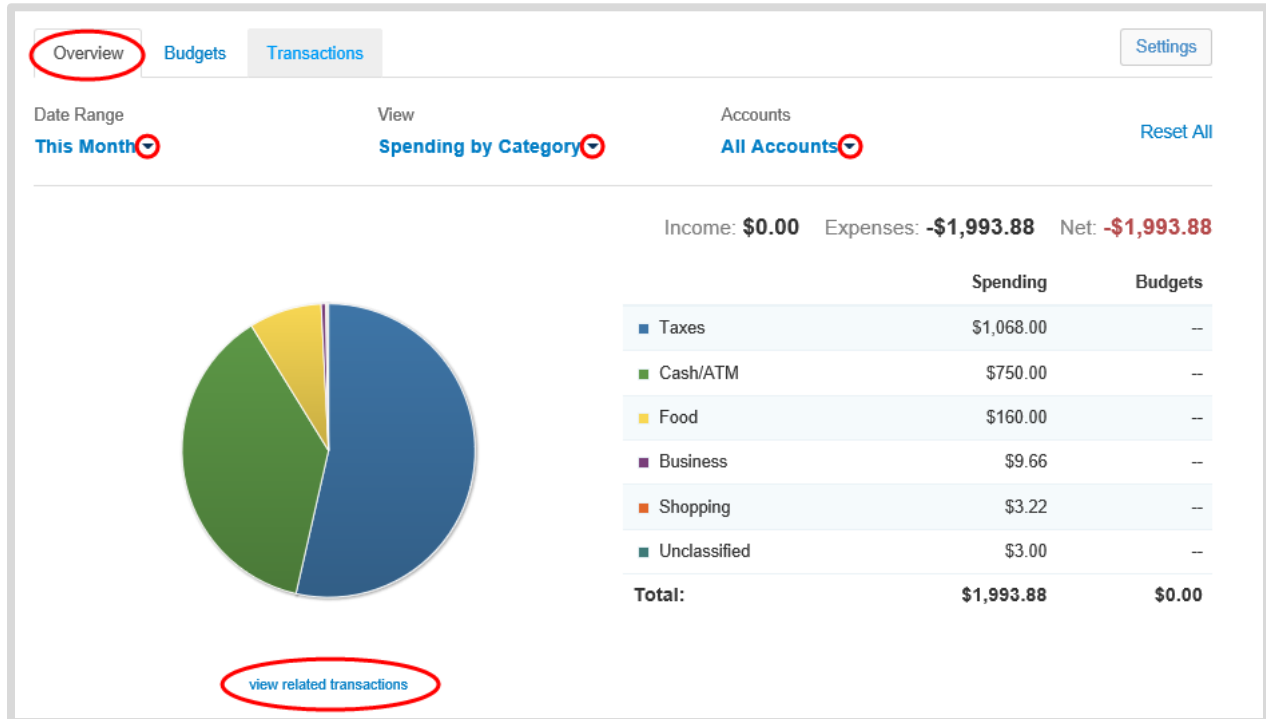 Overview Budgets Transactions Settings
Date Range View Accounts
This Month Spending by Category All Accounts Reset All
Income: $0.00 Expenses: -$1,993.88 Net: -$1,993.88
Spending Budgets
Taxes $1,068.00 --
Cash/ATM $750.00 --
Food $160.00 --
Business $9.66 --
Shopping $3.22 --
Unclassified $3.00 --
Total: $1,993.88 $0.00
view related transactions